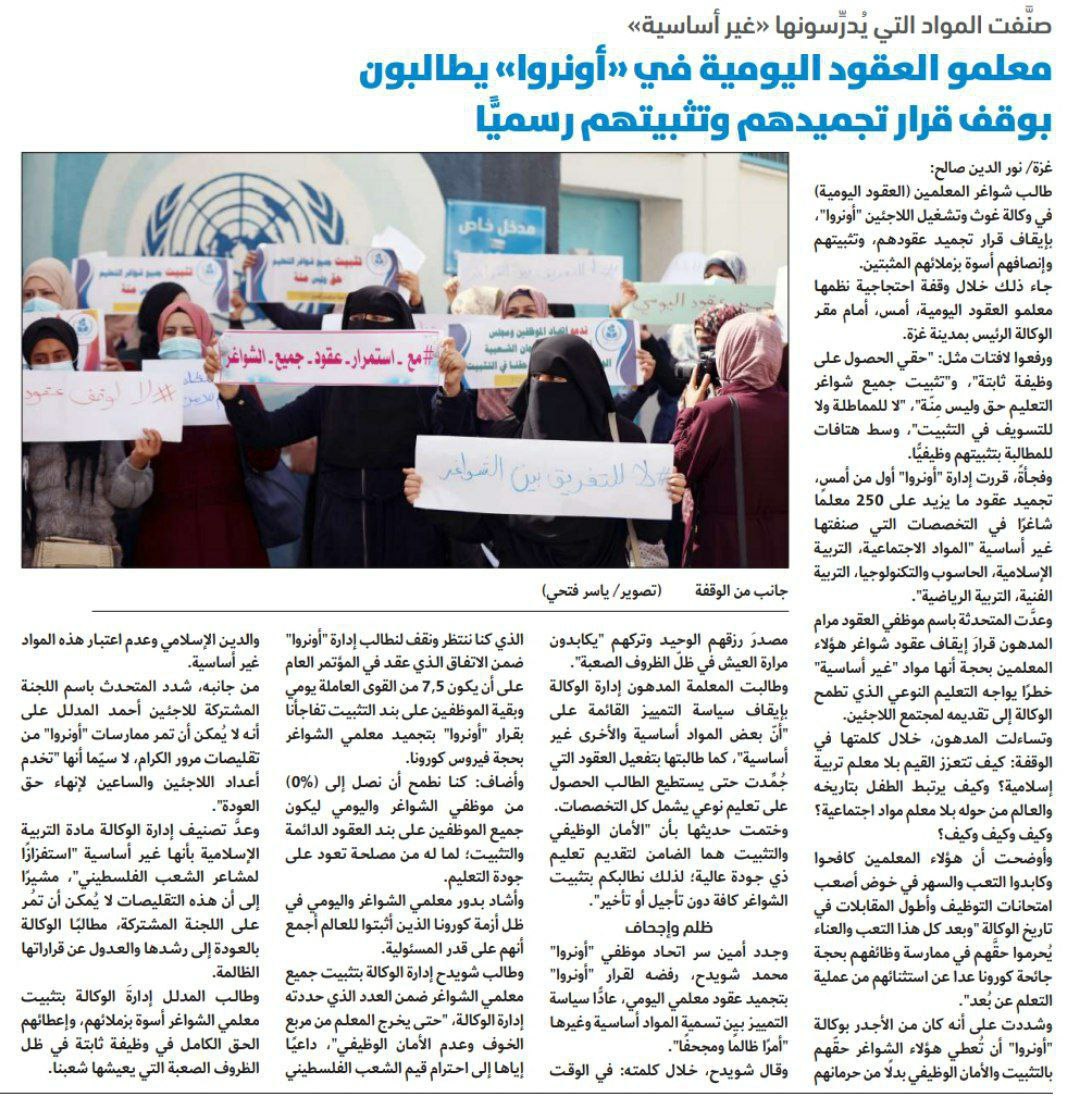 صنَّفت المواد التي يُدرِّسونها «غير أساسية»
معلمو العقود اليومية في «أونروا» يطالبون
بوقف قرار تجميدهم وتثبيتهم رسميًّا
غزة/ نور الدين صالح:
طالب شواغر المعلمين (العقود اليومية)
في وكالة غوث وتشغيل اللاجئين "أونروا"،
بإيقاف قرار تجميد عقودهم، وتثبيتهم
وإنصافهم أسوة بزملائهم المثبتين.
جاء ذلك خلال وقفة احتجاجية نظمها
معلمو العقود اليومية، أمس، أمام مقر
الوكالة الرئيس بمدينة غزة.
ورفعوا لافتات مثل: "حقي الحصول على
وظيفة ثابتة"، و"تثبيت جميع شواغر
التعليم حق وليس مِنّة"، "لا للمماطلة ولا
للتسويف في التثبيت"، وسط هتافات
للمطالبة بتثبيتهم وظيفيًّا.
وفجأةً، قررت إدارة "أونروا" أول من أمس،
تجميد عقود ما يزيد على 250 معلمًا
شاغرًا في التخصصات التي صنفتها
غير أساسية "المواد الاجتماعية، التربية
الإسلامية، الحاسوب والتكنولوجيا، التربية
الفنية، التربية الرياضية".
وعدَّت المتحدثة باسم موظفي العقود مرام
المدهون قرارَ إيقاف عقود شواغر هؤلاء
المعلمين بحجة أنها مواد "غير أساسية"
خطرًا يواجه التعليم النوعي الذي تطمح
الوكالة إلى تقديمه لمجتمع اللاجئين.
وتساءلت المدهون، خلال كلمتها في
الوقفة: كيف تتعزز القيم بلا معلم تربية
إسلامية؟ وكيف يرتبط الطفل بتاريخه
والعالم من حوله بلا معلم مواد اجتماعية؟
وكيف وكيف وكيف؟
وأوضحت أن هؤلاء المعلمين كافحوا
وكابدوا التعب والسهر في خوض أصعب
امتحانات التوظيف وأطول المقابلات في
تاريخ الوكالة "وبعد كل هذا التعب والعناء
يُحرموا حقَّهم في ممارسة وظائفهم بحجة
جائحة كورونا عدا عن استثنائهم من عملية
التعلم عن بُعد".
وشددت على أنه كان من الأجدر بوكالة
"أونروا" أن تُعطي هؤلاء الشواغر حقَّهم
بالتثبيت والأمان الوظيفي بدلًا من حرمانهم
مدخل خاص
تثبيت جميع شواغر التعليم
حق وليس منة
تثبيت جميع شواغر التعليم
حق وليس منة
#مع_استمرار_عقود_جميع_الشواغر
#لا للتفريق بين الشواغر
جانب من الوقفة (تصوير/ ياسر فتحي)
مصدرَ رزقهم الوحيد وتركهم "يكابدون
مرارة العيش في ظلّ الظروف الصعبة".
وطالبت المعلمة المدهون إدارة الوكالة
بإيقاف سياسة التمييز القائمة على
"أنّ بعض المواد أساسية والأخرى غير
أساسية"، كما طالبتها بتفعيل العقود التي
جُمِّدت حتى يستطيع الطالب الحصول
على تعليم نوعي يشمل كل التخصصات.
وختمت حديثها بأن "الأمان الوظيفي
والتثبيت هما الضامن لتقديم تعليم
ذي جودة عالية؛ لذلك نطالبكم بتثبيت
الشواغر كافة دون تأجيل أو تأخير".
ظلم وإجحاف
وجدد أمين سر اتحاد موظفي "أونروا"
محمد شويدح، رفضه لقرار "أونروا"
بتجميد عقود معلمي اليومي، عادًّا سياسة
التمييز بين تسمية المواد أساسية وغيرها
"أمرًا ظالمًا ومجحفًا".
وقال شويدح، خلال كلمته: في الوقت
الذي كنا ننتظر ونقف لنطالب إدارة "أونروا"
ضمن الاتفاق الذي عقد في المؤتمر العام
على أن يكون 7,5 من القوى العاملة يومي
وبقية الموظفين على بند التثبيت تفاجأنا
بقرار "أونروا" بتجميد معلمي الشواغر
بحجة فيروس كورونا.
وأضاف: كنا نطمح أن نصل إلى (%0)
من موظفي الشواغر واليومي ليكون
جميع الموظفين على بند العقود الدائمة
والتثبيت؛ لما له من مصلحة تعود على
جودة التعليم.
وأشاد بدور معلمي الشواغر واليومي في
ظل أزمة كورونا الذين أثبتوا للعالم أجمع
أنهم على قدر المسئولية.
وطالب شويدح إدارة الوكالة بتثبيت جميع
معلمي الشواغر ضمن العدد الذي حددته
إدارة الوكالة، "حتى يخرج المعلم من مربع
الخوف وعدم الأمان الوظيفي"، داعيًا
إياها إلى احترام قيم الشعب الفلسطيني
والدين الإسلامي وعدم اعتبار هذه المواد
غير أساسية.
من جانبه، شدد المتحدث باسم اللجنة
المشتركة للاجئين أحمد المدلل على
أنه لا يُمكن أن تمر ممارسات "أونروا" من
تقليصات مرور الكرام، لا سيّما أنها "تخدم
أعداد اللاجئين والساعين لإنهاء حق
العودة".
وعدَّ تصنيف إدارة الوكالة مادة التربية
الإسلامية بأنها غير أساسية "استفزازًا
لمشاعر الشعب الفلسطيني"، مشيرًا
إلى أن هذه التقليصات لا يُمكن أن تمُر
على اللجنة المشتركة، مطالبًا الوكالة
بالعودة إلى رشدها والعدول عن قراراتها
الظالمة.
وطالب المدلل إدارةَ الوكالة بتثبيت
معلمي الشواغر أسوة بزملائهم، وإعطائهم
الحق الكامل في وظيفة ثابتة في ظل
الظروف الصعبة التي يعيشها شعبنا.